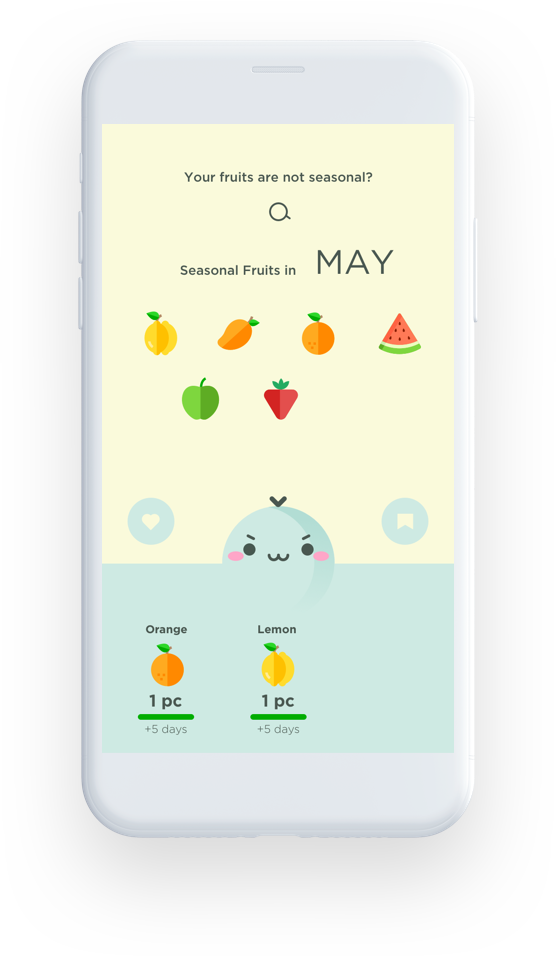 Your fruits are not seasonal?
Seasonal Fruits in MAY
Orange Lemon
1 pc 1 pc
+5 days +5 days